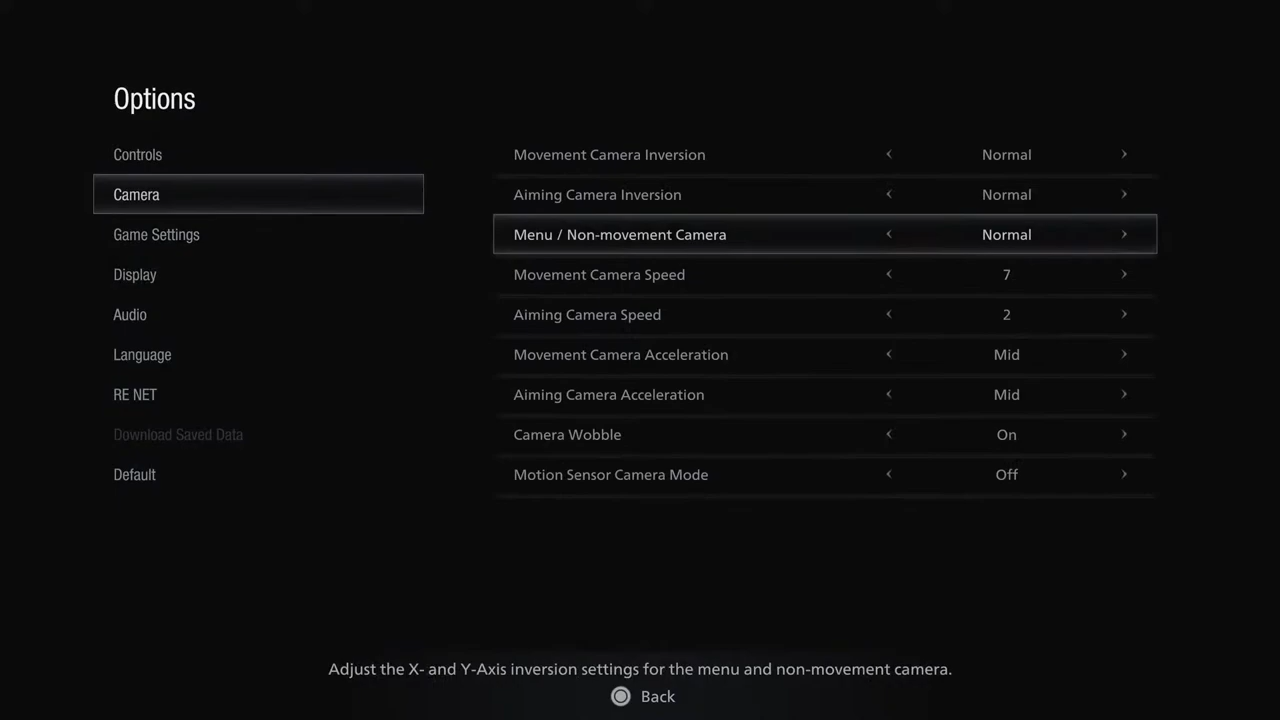 Options
Controls
Camera
Game Settings
Display
Audio
Language
RE NET
Download Saved Data
Default
Movement Camera Inversion Normal
Aiming Camera Inversion Normal
Menu / Non-movement Camera Normal
Movement Camera Speed 7
Aiming Camera Speed 2
Movement Camera Acceleration Mid
Aiming Camera Acceleration Mid
Camera Wobble On
Motion Sensor Camera Mode Off
Adjust the X- and Y-Axis inversion settings for the menu and non-movement camera.
Back